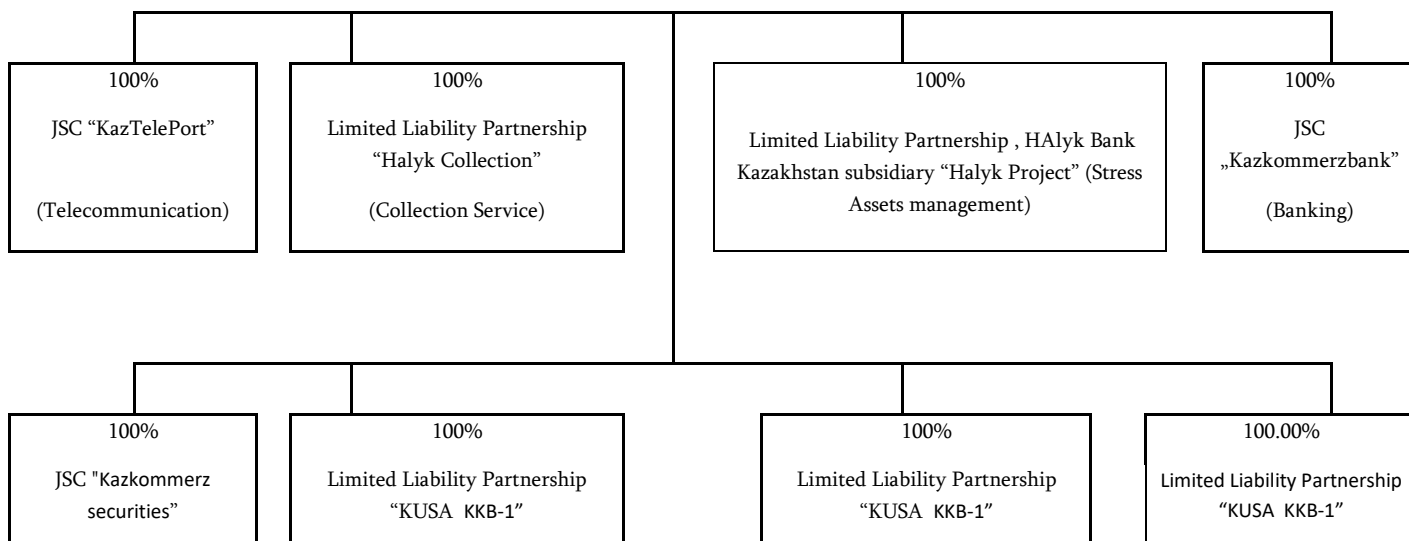 100%
JSC “KazTelePort”
(Telecommunication)
100%
Limited Liability Partnership
“Halyk Collection”
(Collection Service)
100%
Limited Liability Partnership , HAlyk Bank
Kazakhstan subsidiary “Halyk Project” (Stress
Assets management)
100%
JSC
„Kazkommerzbank”
(Banking)
100%
JSC "Kazkommerz
securities”
100%
Limited Liability Partnership
“KUSA KKB-1”
100%
Limited Liability Partnership
“KUSA KKB-1”
100.00%
Limited Liability Partnership
“KUSA KKB-1”